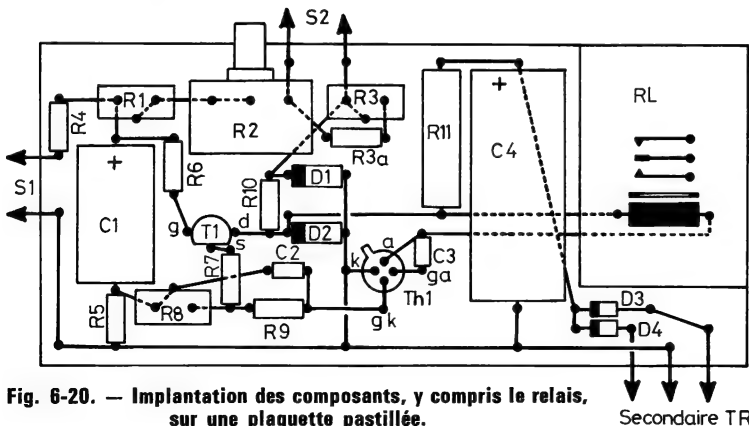 S2
R4
R1
R2
R3
R3a
R11
+
C4
RL
S1
+
C1
R6
R10
D1
D2
g
T1
d
s
R7
C2
k
a
C3
ga
Th1
gk
R5
R8
R9
D3
D4
Fig. 6-20. — Implantation des composants, y compris le relais,
sur une plaquette pastillée.
Secondaire TR